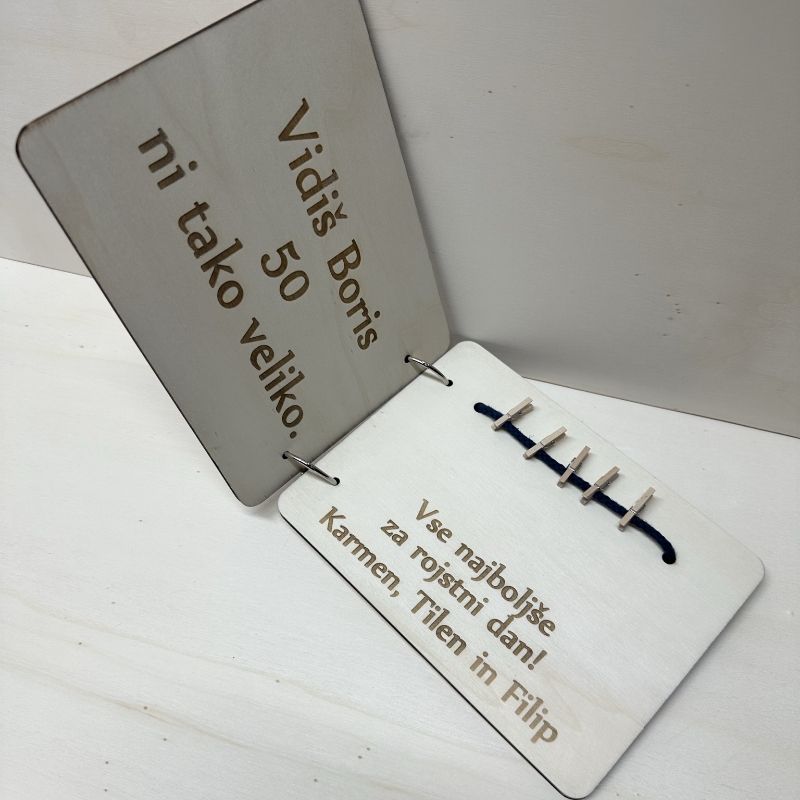 Vidiš Boris
50
ni tako veliko.
Vse najboljše
za rojstni dan!
Karmen, Tilen in Filip